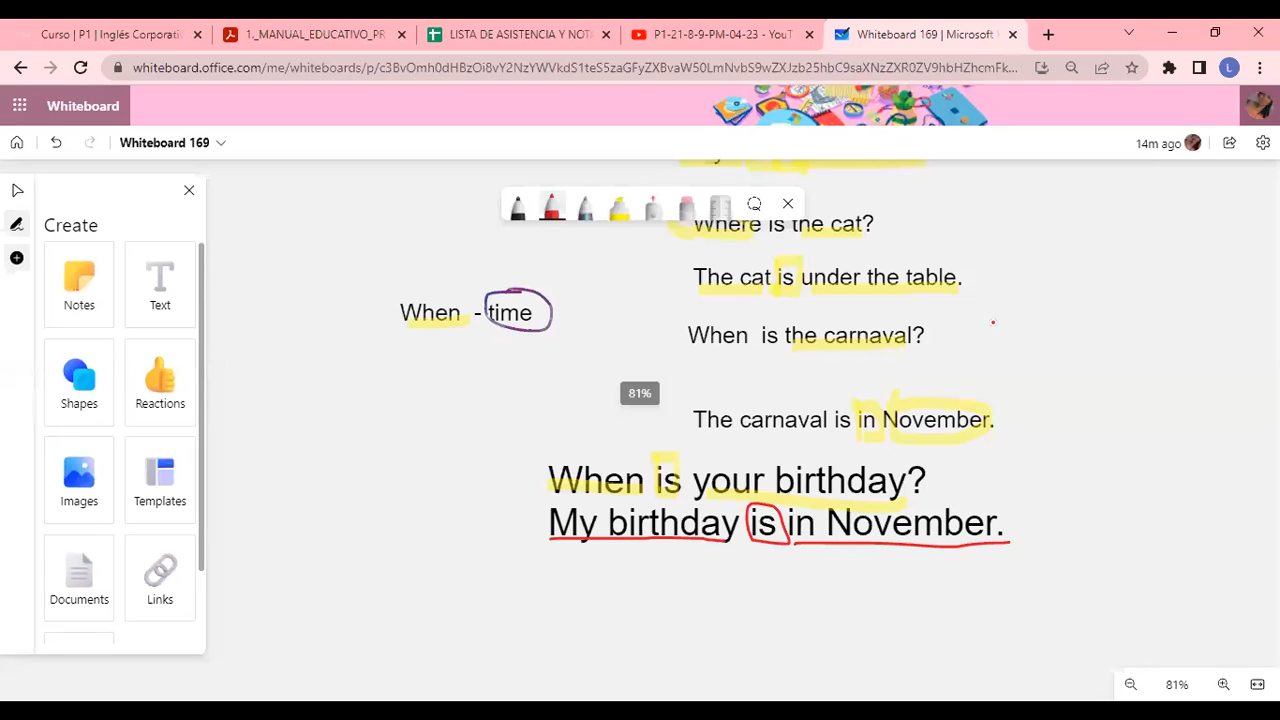 Curso | P1 | Inglés Corporati
1._MANUAL_EDUCATIVO_PR
LISTA DE ASISTENCIA Y NOTI
P1-21-8-9-PM-04-23 - YouT
Whiteboard 169 | Microsoft
whiteboard.office.com/me/whiteboards/p/
Whiteboard
Whiteboard 169
14m ago
Create
Notes
Text
Shapes
Reactions
Images
Templates
Documents
Links
Where is the cat?
The cat is under the table.
When - time
When is the carnaval?
81%
The carnaval is in November.
When is your birthday?
My birthday is in November.
81%